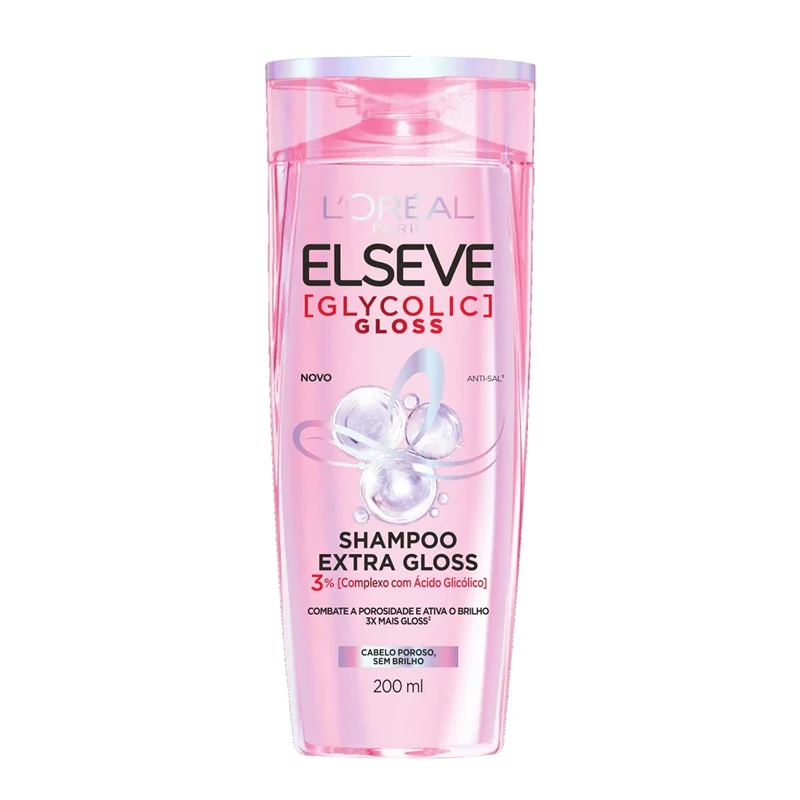 L'ORÉAL
PARIS
ELSEVE
[GLYCOLIC]
GLOSS
NOVO
ANTI-SAL¹
SHAMPOO
EXTRA GLOSS
3% [Complexo com Ácido Glicólico]
COMBATE A POROSIDADE E ATIVA O BRILHO
3X MAIS GLOSS²
CABELO POROSO,
SEM BRILHO
200 ml